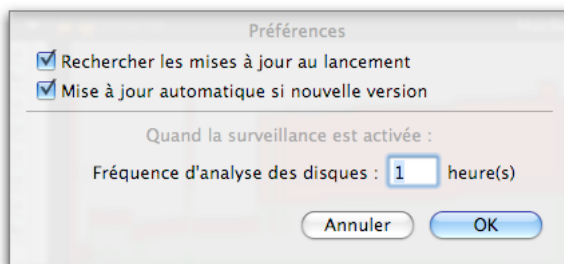 Préférences
Rechercher les mises à jour au lancement
Mise à jour automatique si nouvelle version
Quand la surveillance est activée :
Fréquence d'analyse des disques : 1 heure(s)
Annuler OK